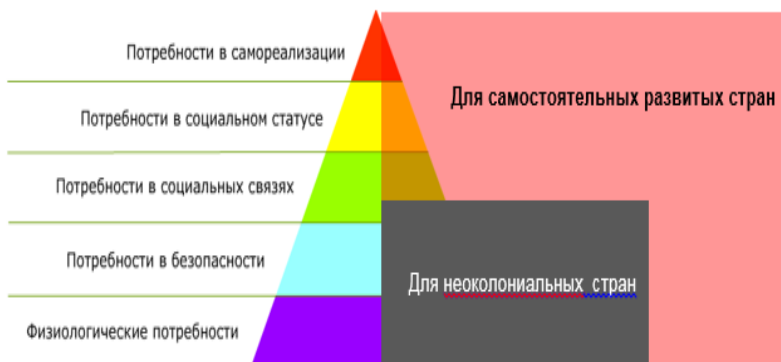 Потребности в самореализации
Для самостоятельных развитых стран
Потребности в социальном статусе
Потребности в социальных связях
Потребности в безопасности
Для неоколониальных стран
Физиологические потребности